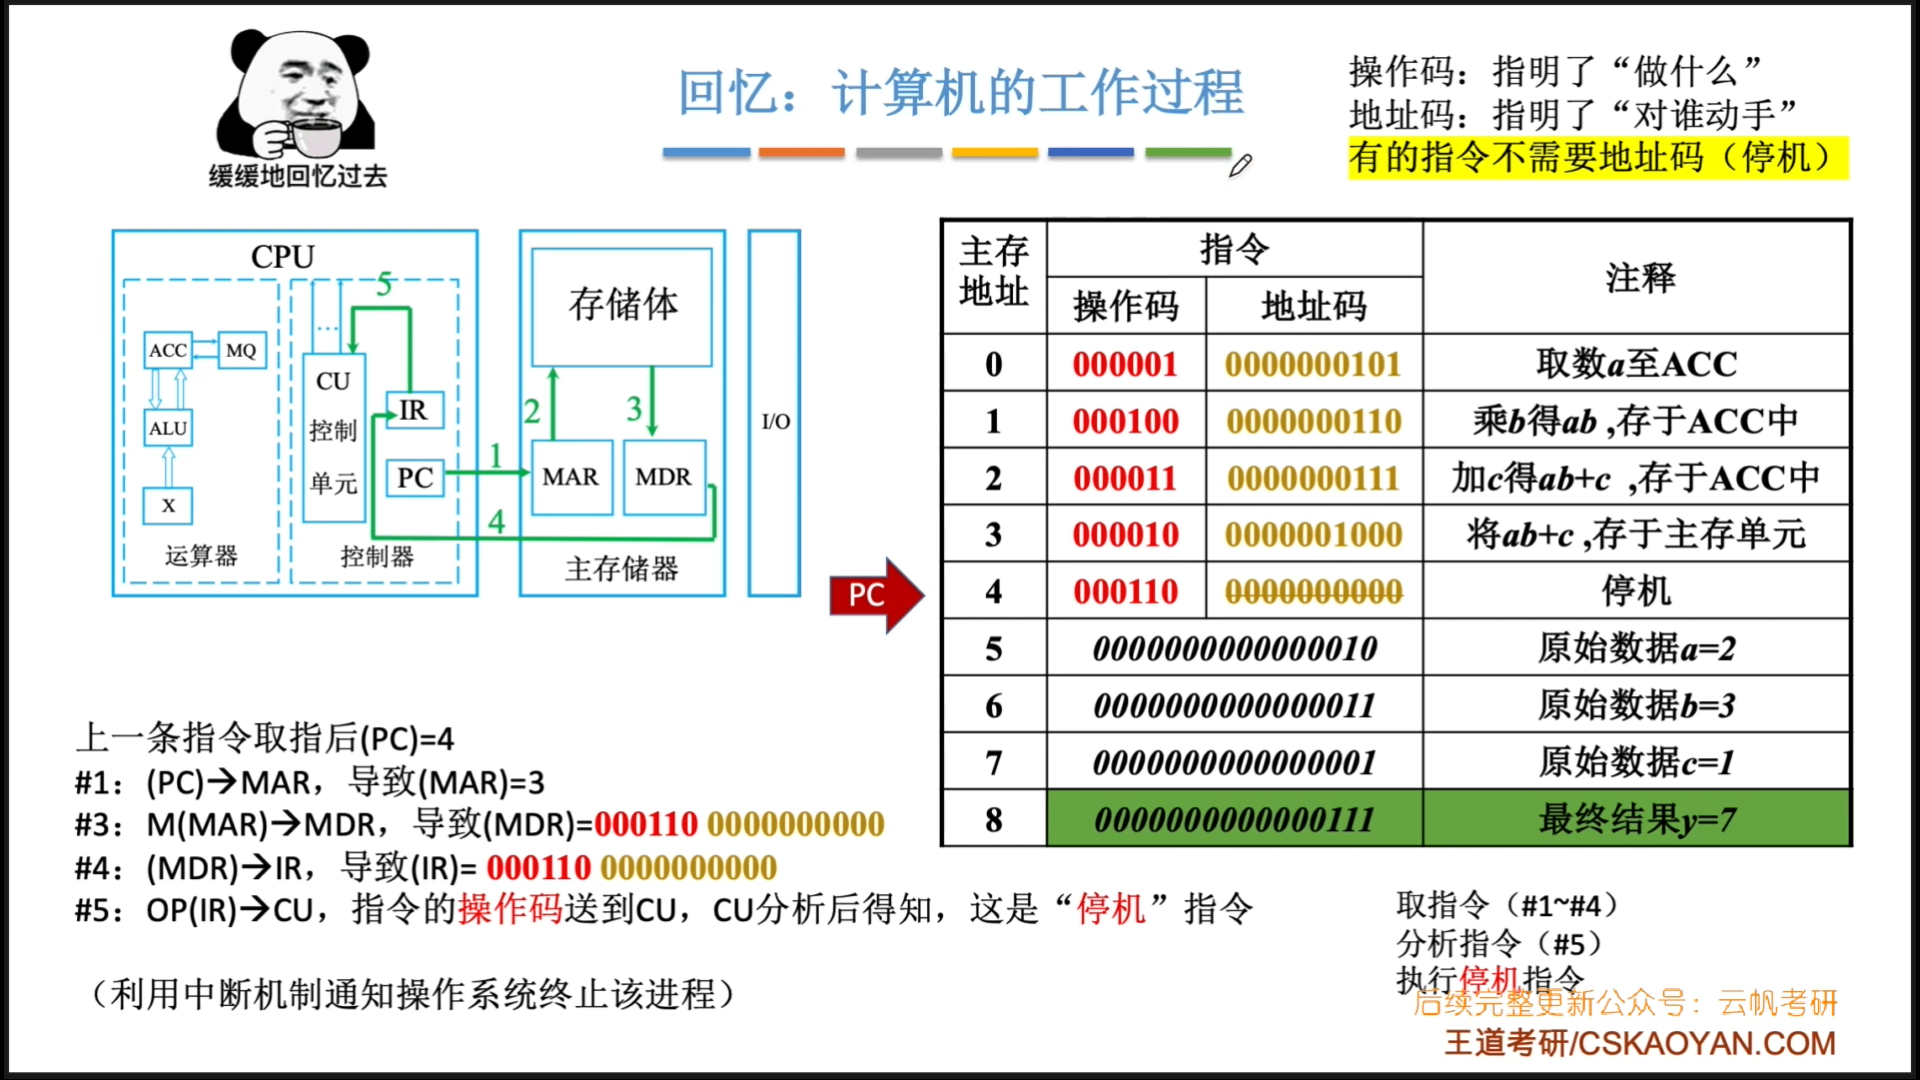 缓缓地回忆过去
回忆：计算机的工作过程
操作码：指明了“做什么”
地址码：指明了“对谁动手”
有的指令不需要地址码（停机）
CPU
ACC
MQ
ALU
X
运算器
…
CU
控制
单元
IR
PC
控制器
5
1
4
存储体
2
3
MAR
MDR
主存储器
I/O
PC
主存地址 指令 注释
操作码 地址码
0 000001 0000000101 取数a至ACC
1 000100 0000000110 乘b得ab ,存于ACC中
2 000011 0000000111 加c得ab+c ,存于ACC中
3 000010 0000001000 将ab+c ,存于主存单元
4 000110 0000000000 停机
5 0000000000000010 原始数据a=2
6 0000000000000011 原始数据b=3
7 0000000000000001 原始数据c=1
8 0000000000000111 最终结果y=7
上一条指令取指后(PC)=4
#1：(PC)→MAR，导致(MAR)=3
#3：M(MAR)→MDR，导致(MDR)=000110 0000000000
#4：(MDR)→IR，导致(IR)= 000110 0000000000
#5：OP(IR)→CU，指令的操作码送到CU，CU分析后得知，这是“停机”指令
（利用中断机制通知操作系统终止该进程）
取指令（#1~#4）
分析指令（#5）
执行停机指令
后续完整更新公众号：云帆考研
王道考研/CSKAOYAN.COM